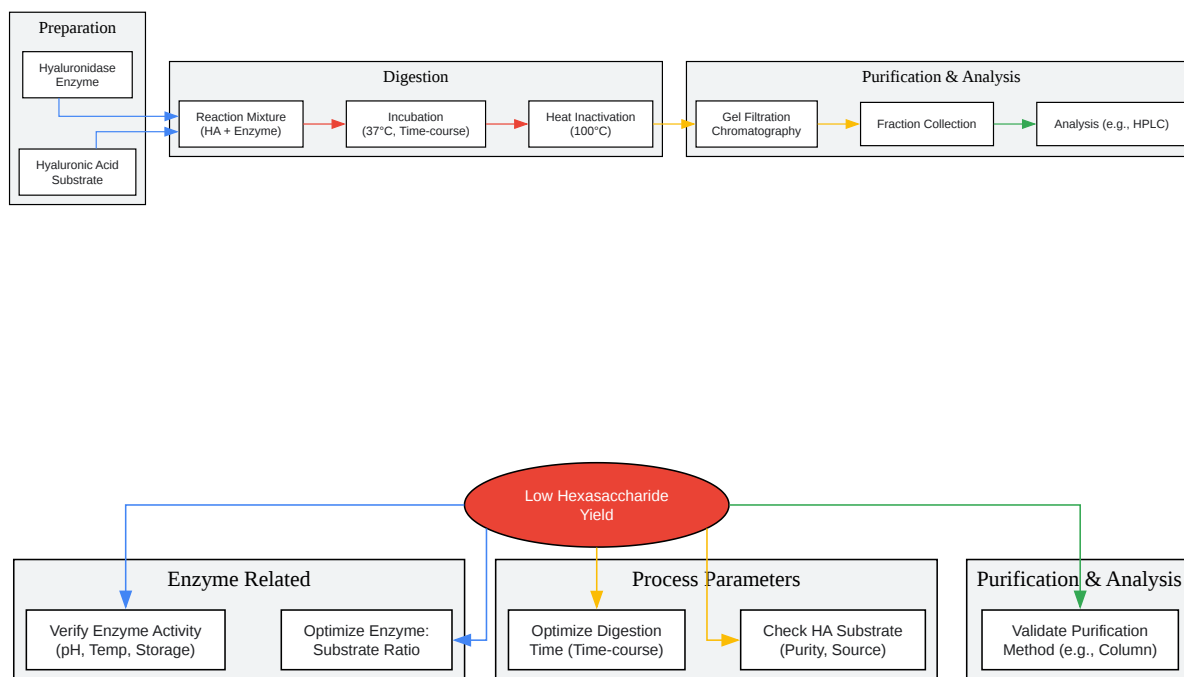 Preparation
Hyaluronidase
Enzyme
Hyaluronic Acid
Substrate
Digestion
Reaction Mixture
(HA + Enzyme)
Incubation
(37°C, Time-course)
Heat Inactivation
(100°C)
Purification & Analysis
Gel Filtration
Chromatography
Fraction Collection
Analysis (e.g., HPLC)
Low Hexasaccharide
Yield
Enzyme Related
Verify Enzyme Activity
(pH, Temp, Storage)
Optimize Enzyme:
Substrate Ratio
Process Parameters
Optimize Digestion
Time (Time-course)
Check HA Substrate
(Purity, Source)
Purification & Analysis
Validate Purification
Method (e.g., Column)